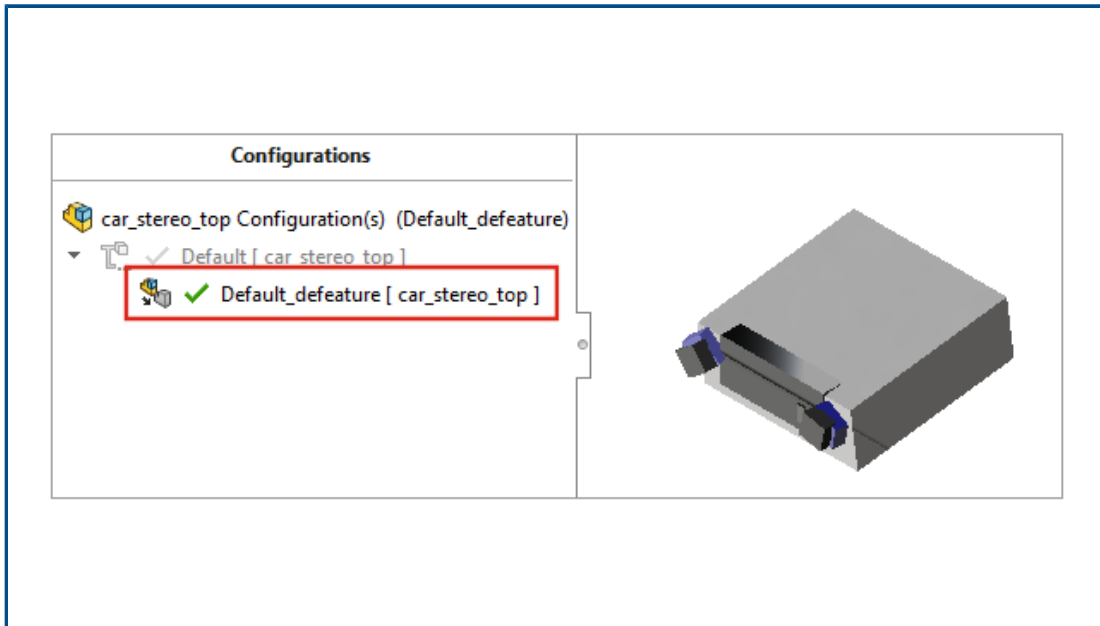 Configurations
car_stereo_top Configuration(s) (Default_defeature)
Default [ car_stereo_top ]
Default_defeature [ car_stereo_top ]